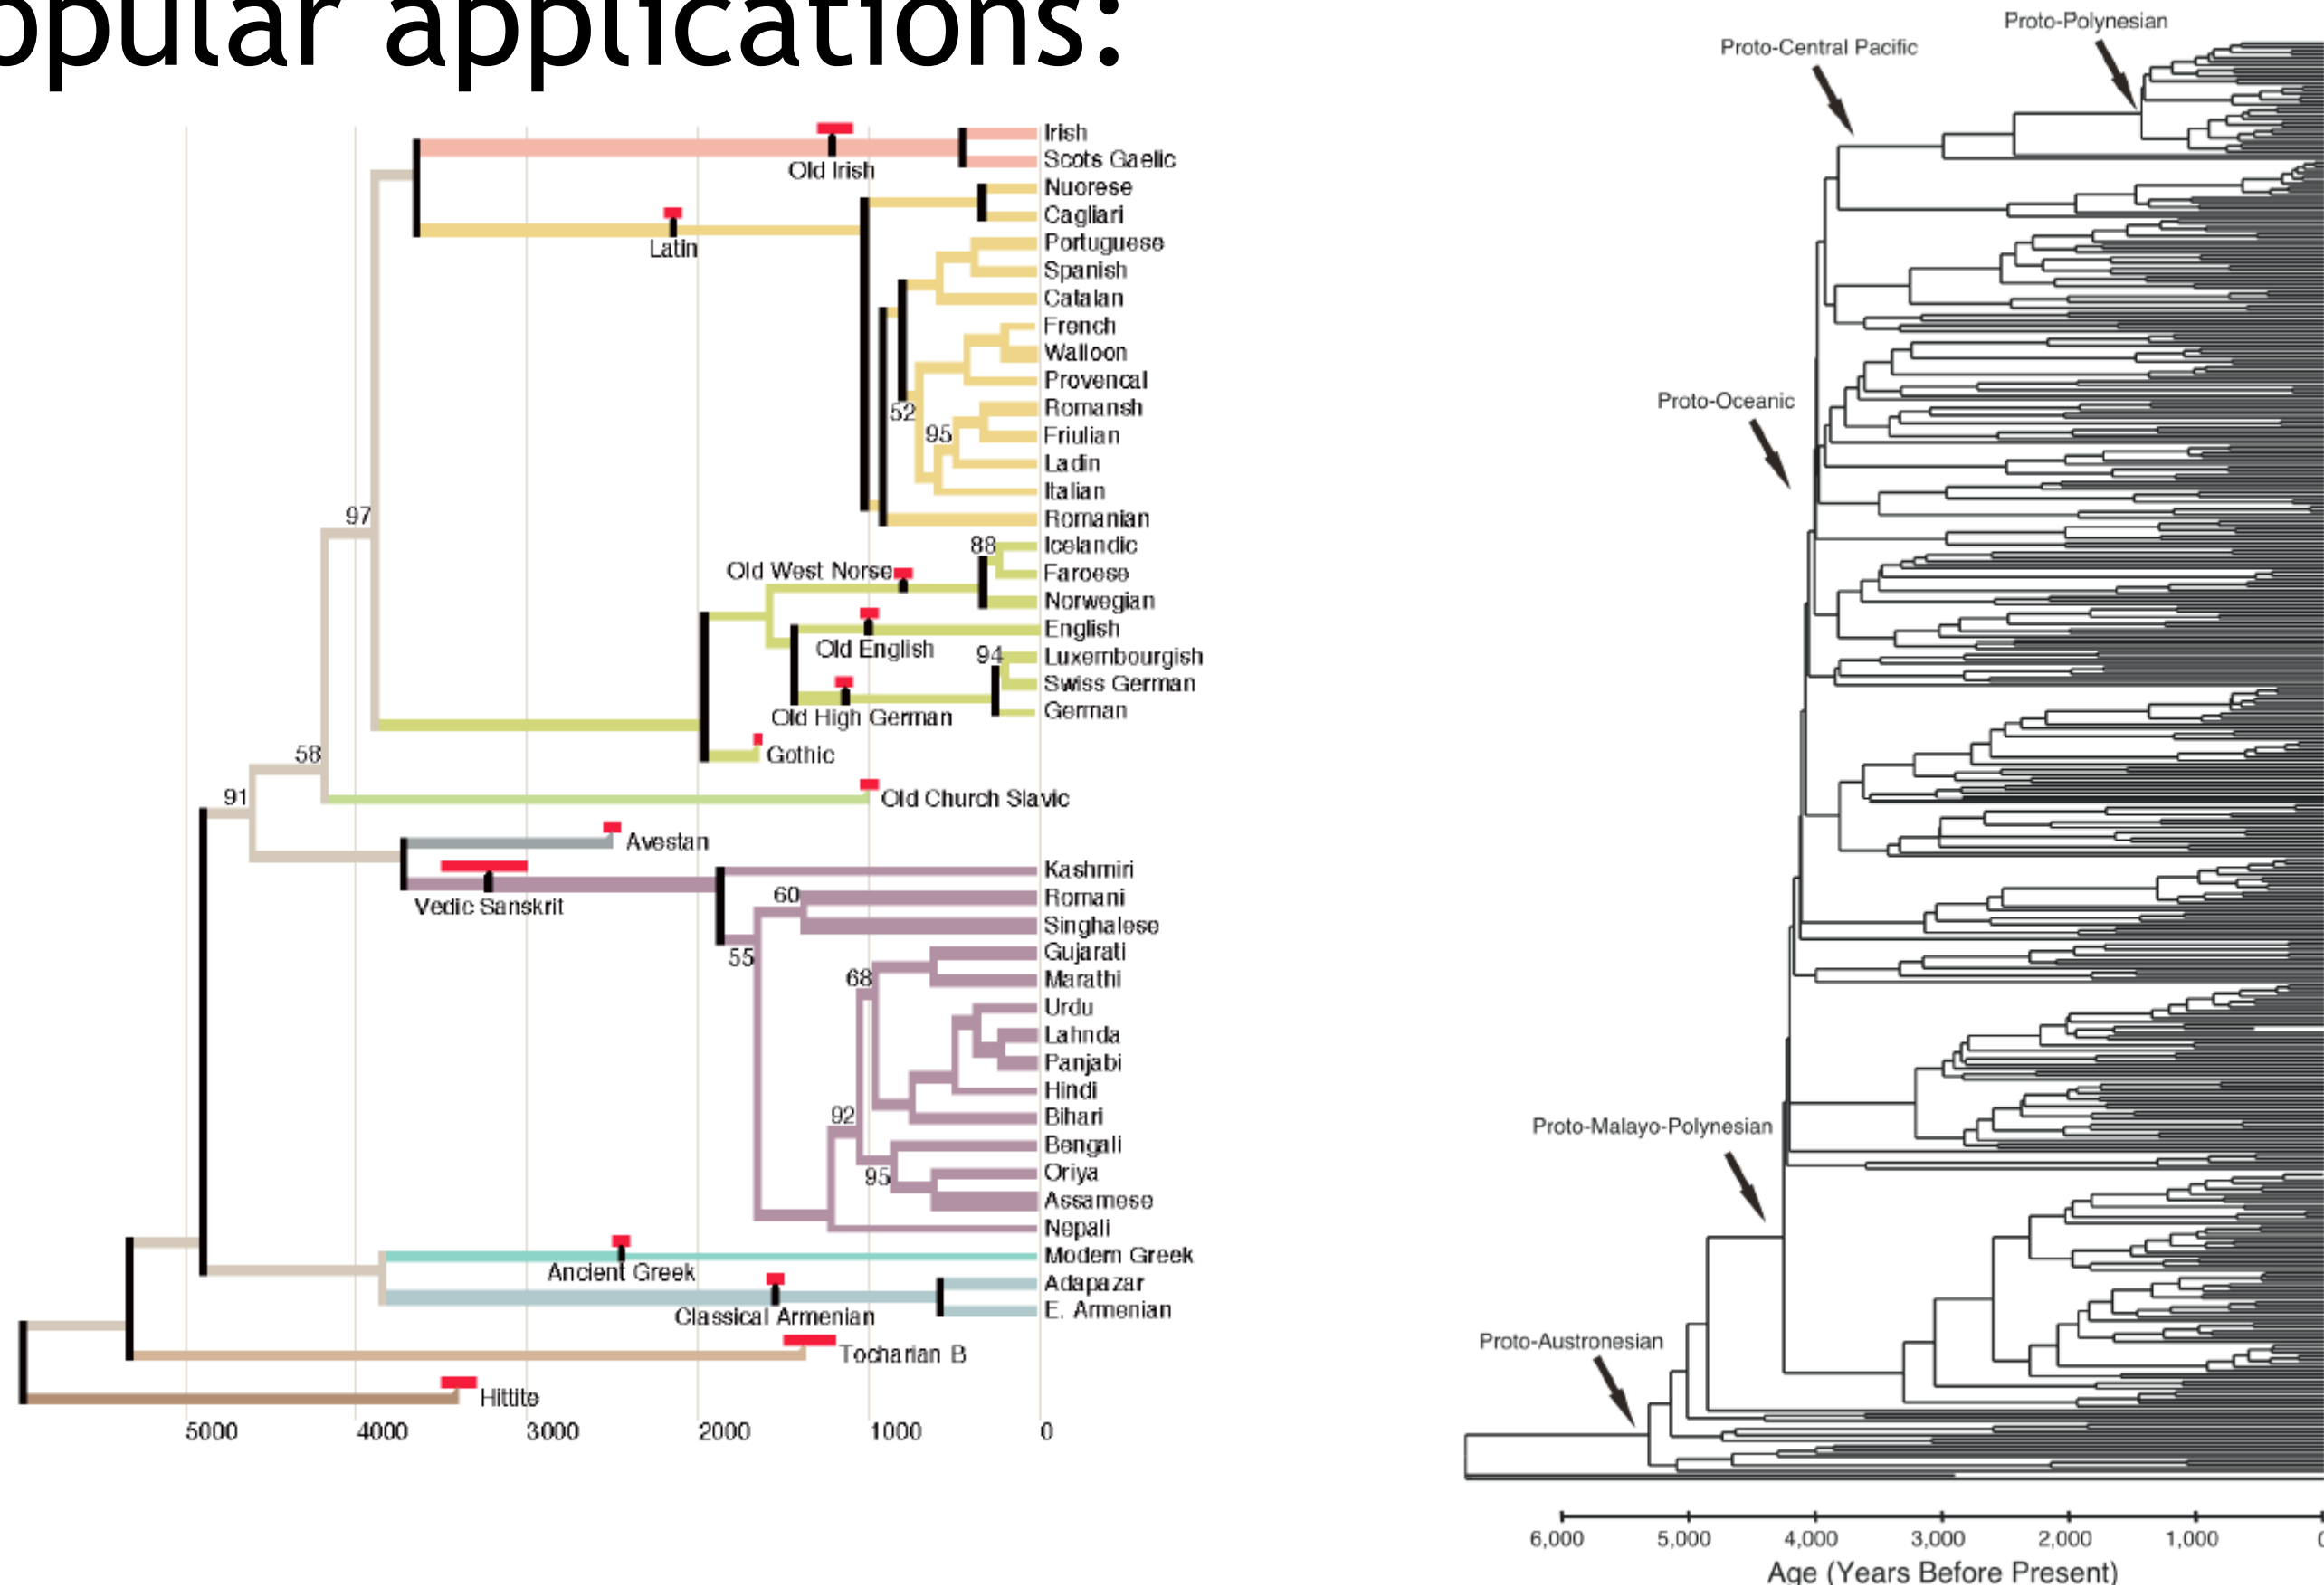 opular applications:
Irish
Old Irish
Scots Gaelic
Nuorese
Cagliari
Latin
Portuguese
Spanish
Catalan
French
Walloon
Provencal
52
Romansh
95
Friulian
Ladin
Italian
97
Romanian
88
Icelandic
Old West Norse
Faroese
Norwegian
English
Old English
94
Luxembourgish
Swiss German
Old High German
German
58
Gothic
91
Old Church Slavic
Avestan
Kashmiri
60
Romani
Vedic Sanskrit
Singhalese
55
Gujarati
68
Marathi
Urdu
Lahnda
Panjabi
Hindi
92
Bihari
Bengali
95
Oriya
Assamese
Nepali
Modern Greek
Ancient Greek
Adapazar
Classical Armenian
E. Armenian
Tocharian B
Hittite
5000 4000 3000 2000 1000 0
Proto-Polynesian
Proto-Central Pacific
Proto-Oceanic
Proto-Malayo-Polynesian
Proto-Austronesian
6,000 5,000 4,000 3,000 2,000 1,000 0
Age (Years Before Present)